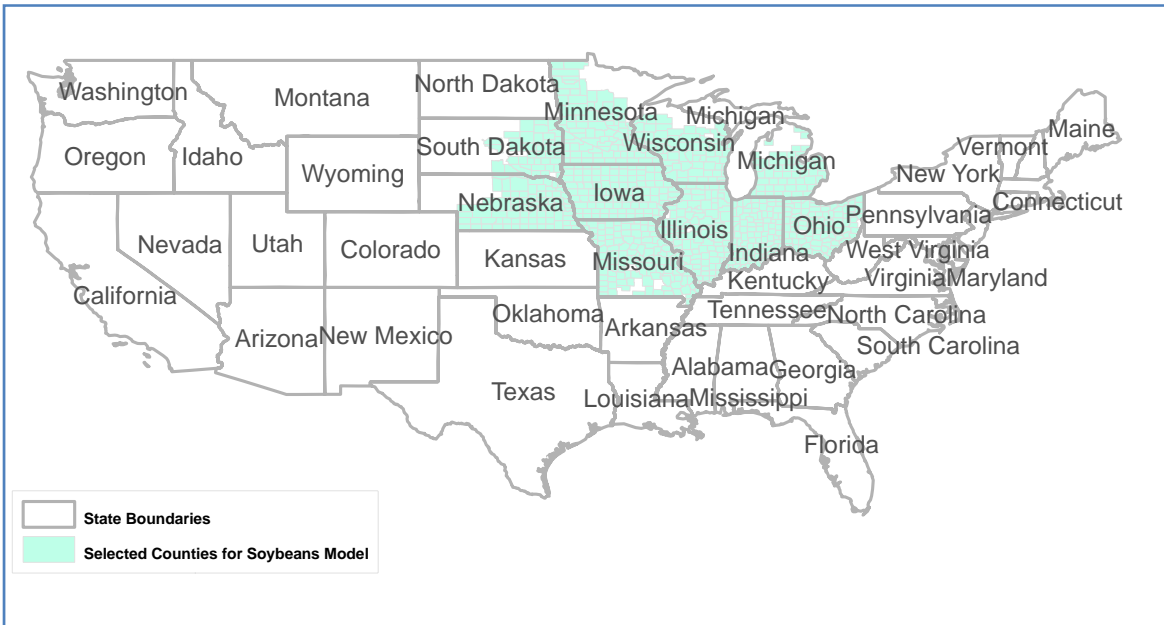 Washington
Montana
North Dakota
Minnesota
Michigan
Maine
Oregon
Idaho
South Dakota
Wisconsin
Michigan
Vermont
Wyoming
New York
Nebraska
Iowa
Connecticut
Nevada
Utah
Colorado
Illinois
Ohio
Pennsylvania
Kansas
Missouri
Indiana
West Virginia
California
Kentucky
Virginia
Maryland
Oklahoma
Tennessee
North Carolina
Arizona
New Mexico
Arkansas
South Carolina
Alabama
Georgia
Texas
Louisiana
Mississippi
Florida
State Boundaries
Selected Counties for Soybeans Model